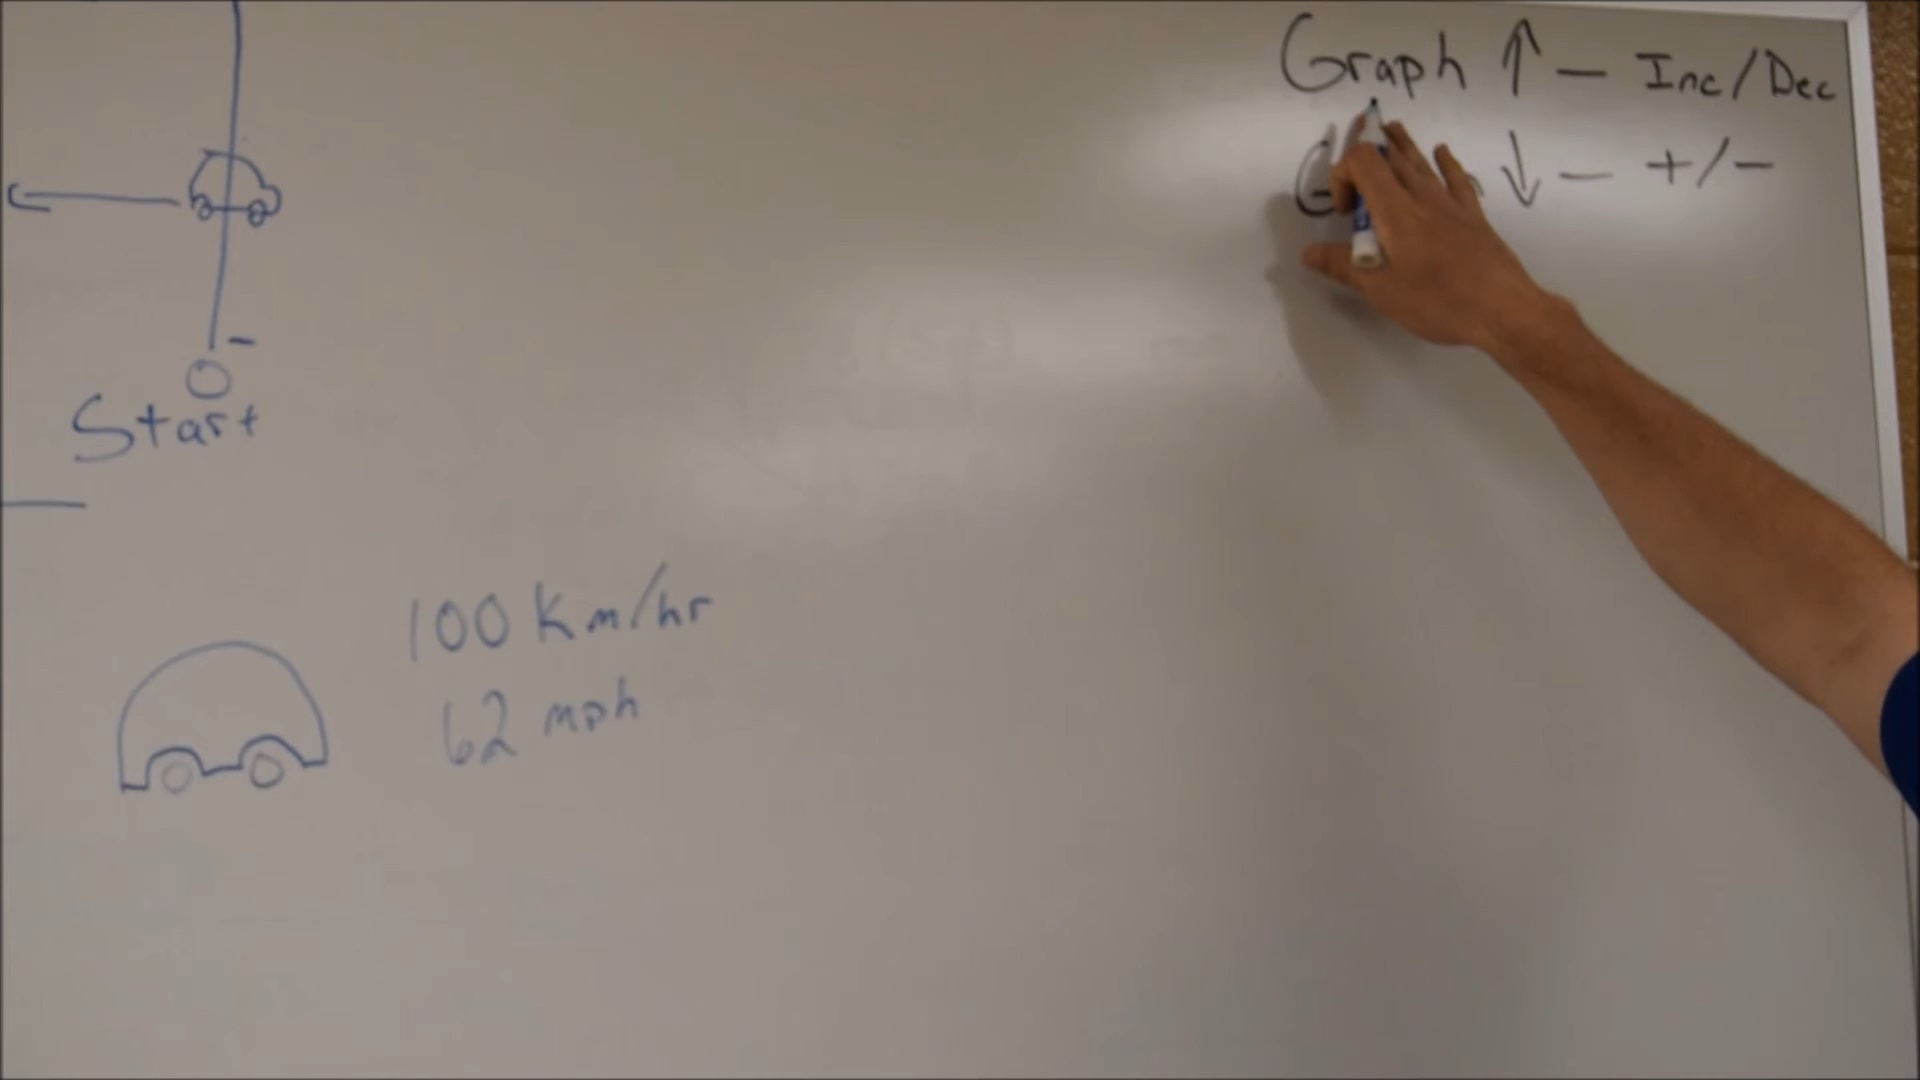 Graph ↑ — Inc/Dec
↓ — +/-
0
Start
100 Km/hr
62 mph